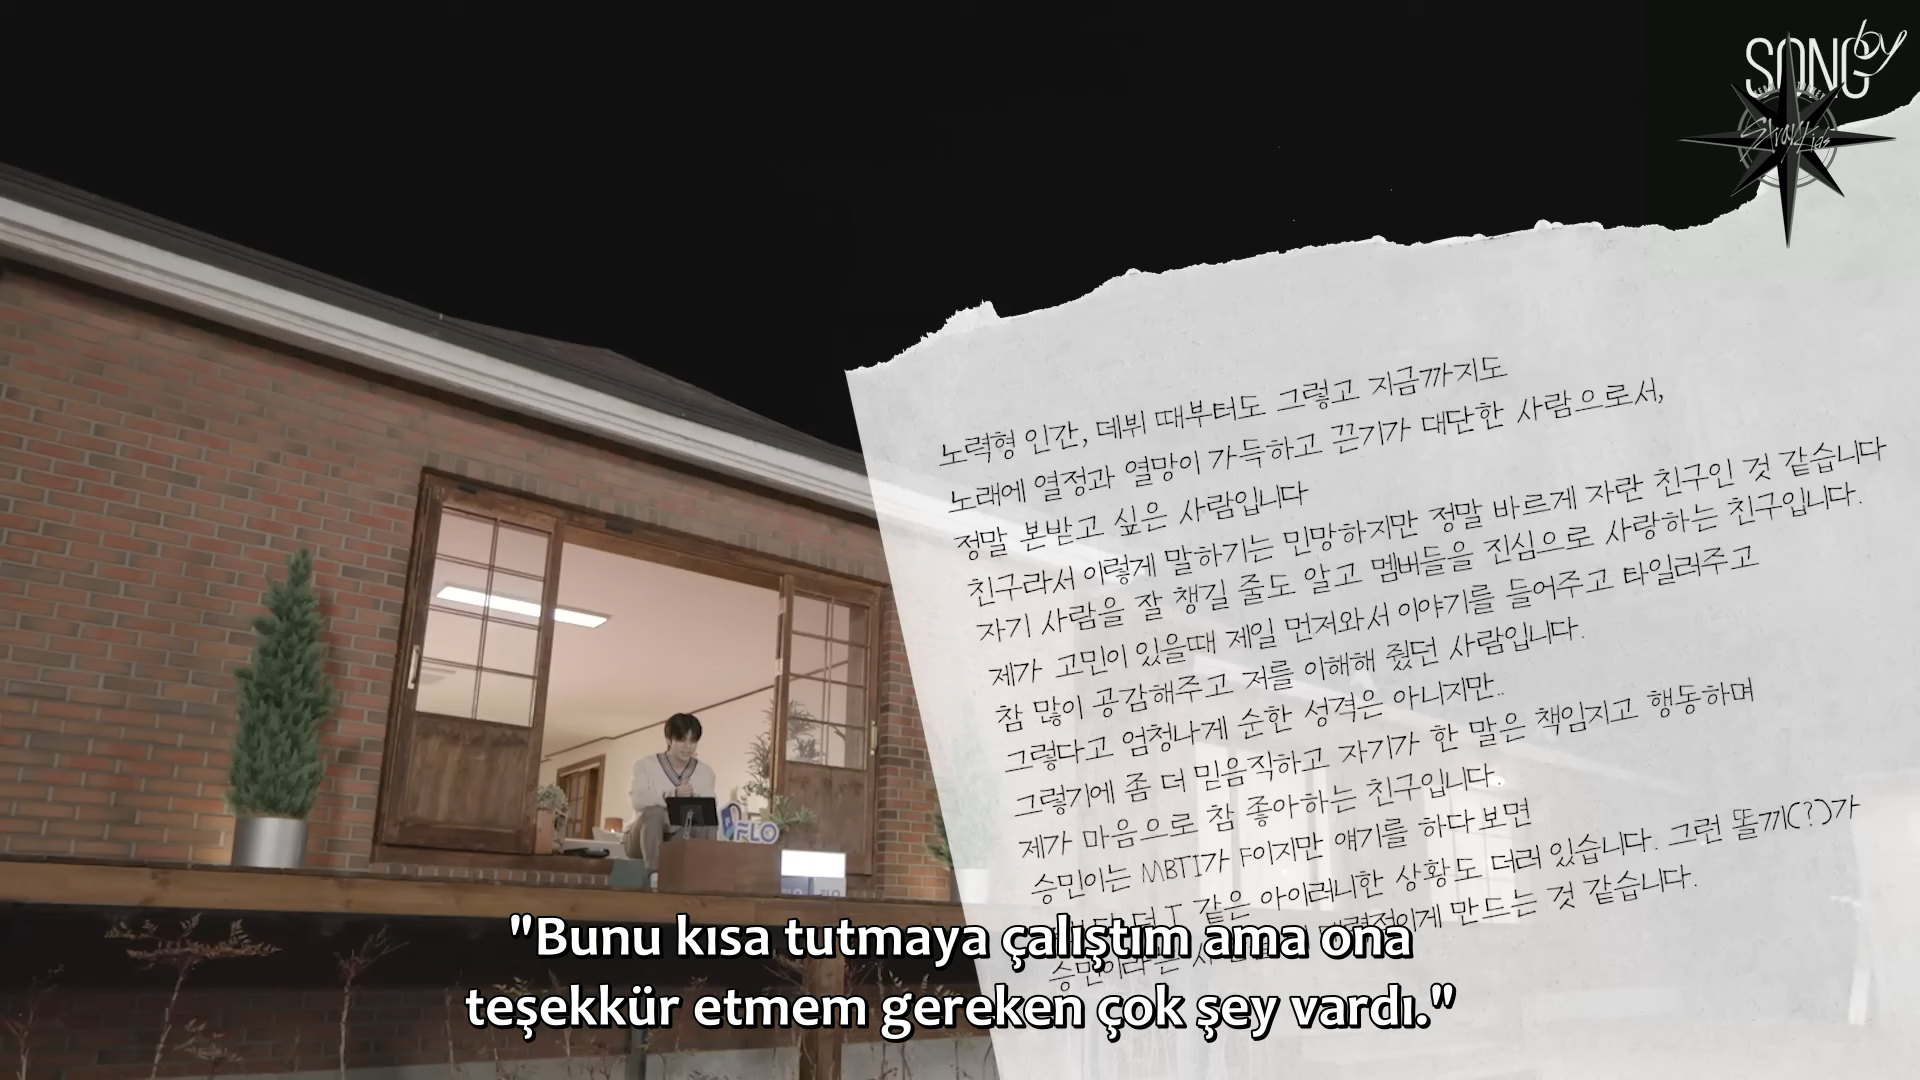 SONG by
Stray Kids
노력형 인간, 데뷔 때부터도 그렇고 지금까지도
노래에 열정과 열망이 가득하고 끈기가 대단한 사람으로서,
정말 본받고 싶은 사람입니다
친구라서 이렇게 말하기는 민망하지만 정말 바르게 자란 친구인 것 같습니다
자기 사람을 잘 챙길 줄도 알고 멤버들을 진심으로 사랑하는 친구입니다.
제가 고민이 있을때 제일 먼저와서 이야기를 들어주고 타일러주고
참 많이 공감해주고 저를 이해해 줬던 사람입니다.
그렇다고 엄청나게 순한 성격은 아니지만..
그렇기에 좀 더 믿음직하고 자기가 한 말은 책임지고 행동하며
제가 마음으로 참 좋아하는 친구입니다.
승민이는 MBTI가 F이지만 얘기를 하다보면
T 같은 아이러니한 상황도 더러 있습니다. 그런 똘끼(?)가
승민이라는 매력적이게 만드는 것 같습니다.
FLO
"Bunu kısa tutmaya çalıştım ama ona
teşekkür etmem gereken çok şey vardı."